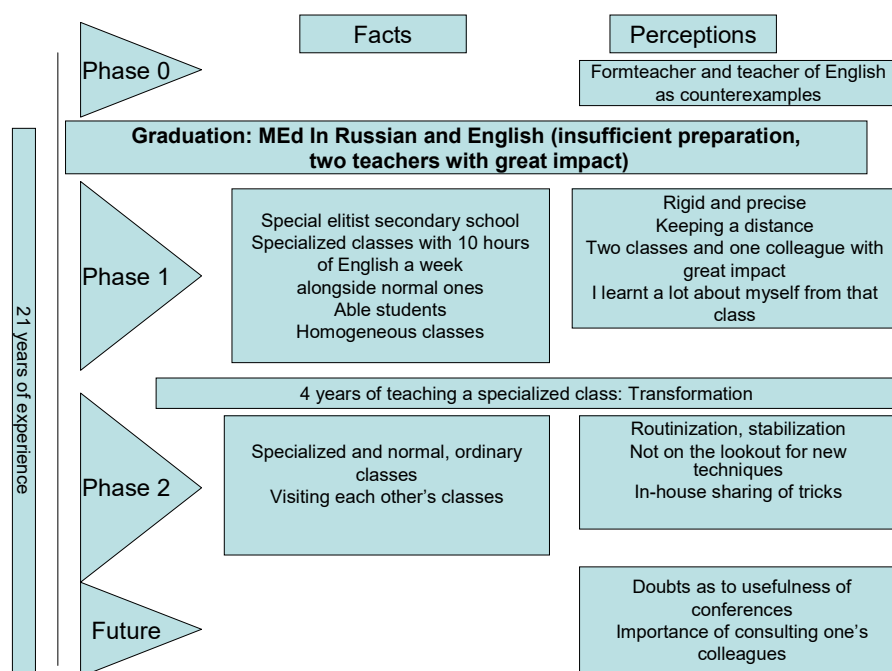 Facts
Perceptions
Phase 0
Formteacher and teacher of English
as counterexamples
Graduation: MEd In Russian and English (insufficient preparation,
two teachers with great impact)
21 years of experience
Phase 1
Special elitist secondary school
Specialized classes with 10 hours
of English a week
alongside normal ones
Able students
Homogeneous classes
Rigid and precise
Keeping a distance
Two classes and one colleague with
great impact
I learnt a lot about myself from that
class
4 years of teaching a specialized class: Transformation
Phase 2
Specialized and normal, ordinary
classes
Visiting each other’s classes
Routinization, stabilization
Not on the lookout for new
techniques
In-house sharing of tricks
Future
Doubts as to usefulness of
conferences
Importance of consulting one’s
colleagues